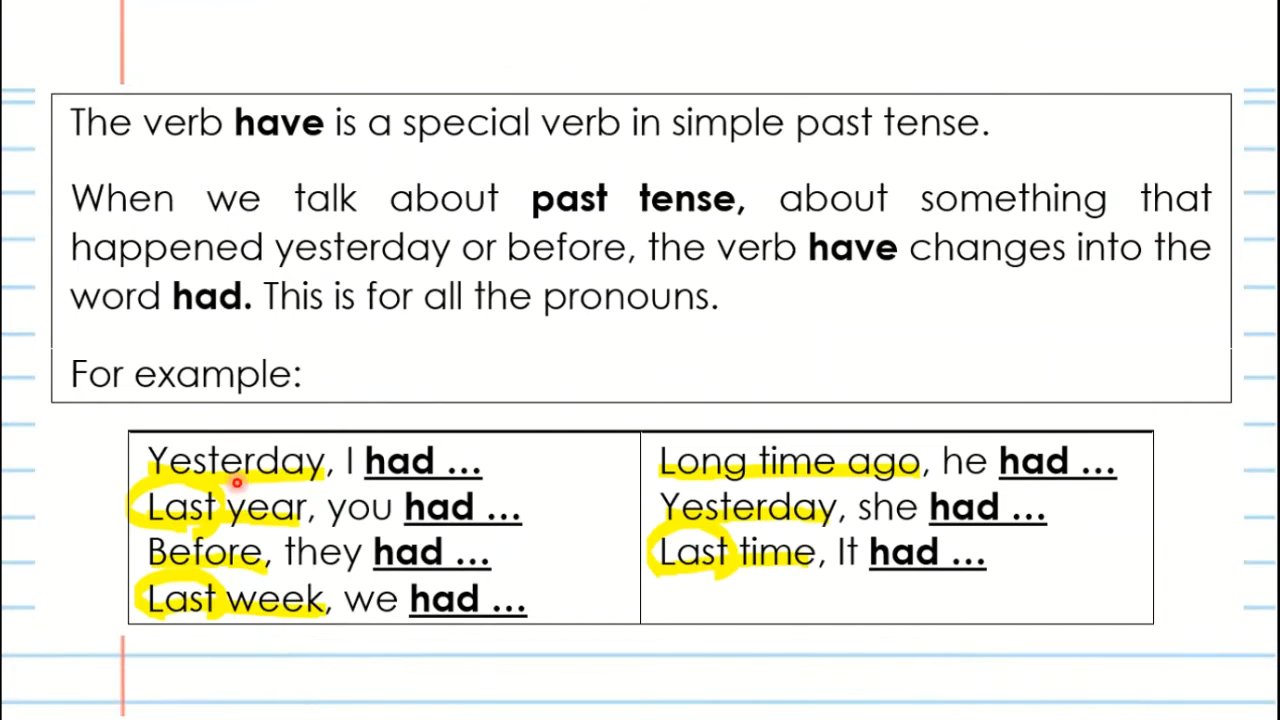 The verb have is a special verb in simple past tense.
When we talk about past tense, about something that
happened yesterday or before, the verb have changes into the
word had. This is for all the pronouns.
For example:
Yesterday, I had ...
Last year, you had ...
Before, they had ...
Last week, we had ...
Long time ago, he had ...
Yesterday, she had ...
Last time, It had ...